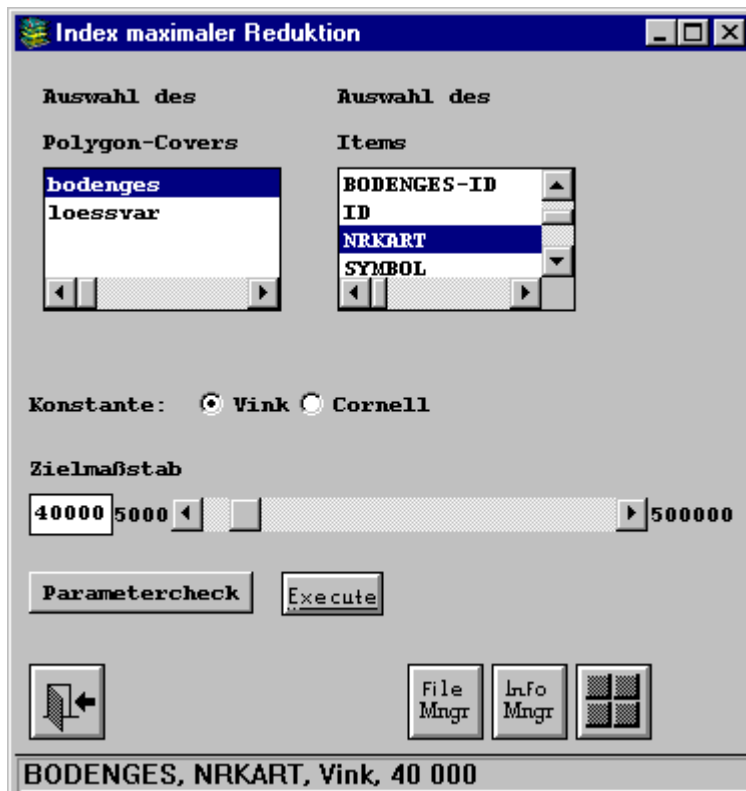 Index maximaler Reduktion
Auswahl des Auswahl des
Polygon-Covers Items
bodenges
loessvar
BODENGES-ID
ID
NRKART
SYMBOL
Konstante: Vink Cornell
Zielmaßstab
40000 5000 500000
Parametercheck Execute
File Mngr
Info Mngr
BODENGES, NRKART, Vink, 40 000